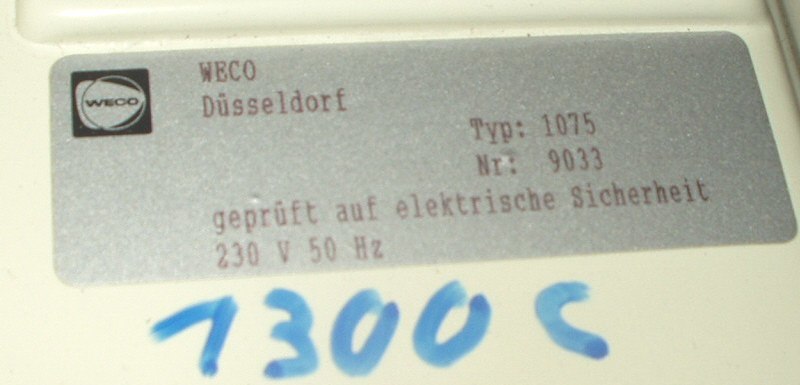 WECO
WECO
Düsseldorf
Typ: 1075
Nr: 9033
geprüft auf elektrische Sicherheit
230 V 50 Hz
1300 C